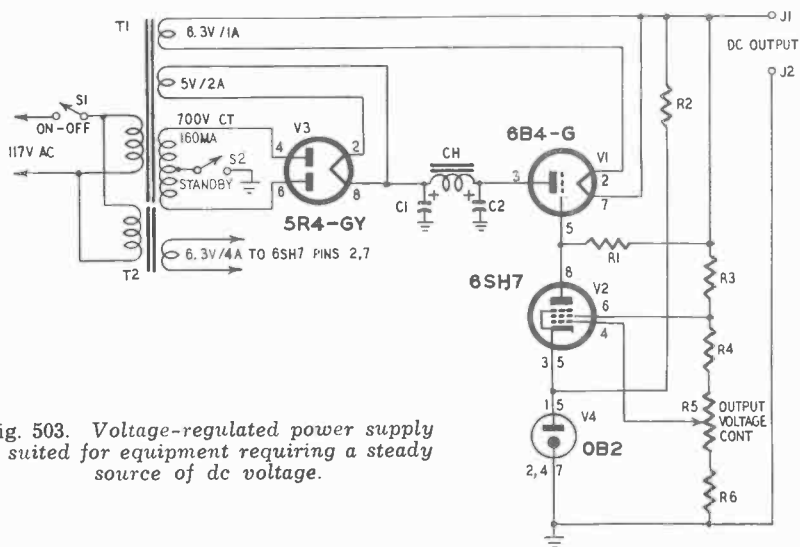 T1
6.3V/1A
J1
DC OUTPUT
J2
5V/2A
S1
ON-OFF
117V AC
700V CT
160MA
S2
STANDBY
V3
4
2
6
8
5R4-GY
CH
C1
+
+
C2
6B4-G
V1
3
2
7
5
R2
R1
R3
T2
6.3V/4A TO 6SH7 PINS 2,7
6SH7
8
V2
6
4
3 5
R4
R5
OUTPUT
VOLTAGE
CONT
1 5
V4
OB2
2,4 7
R6
ig. 503. Voltage-regulated power supply
suited for equipment requiring a steady
source of dc voltage.